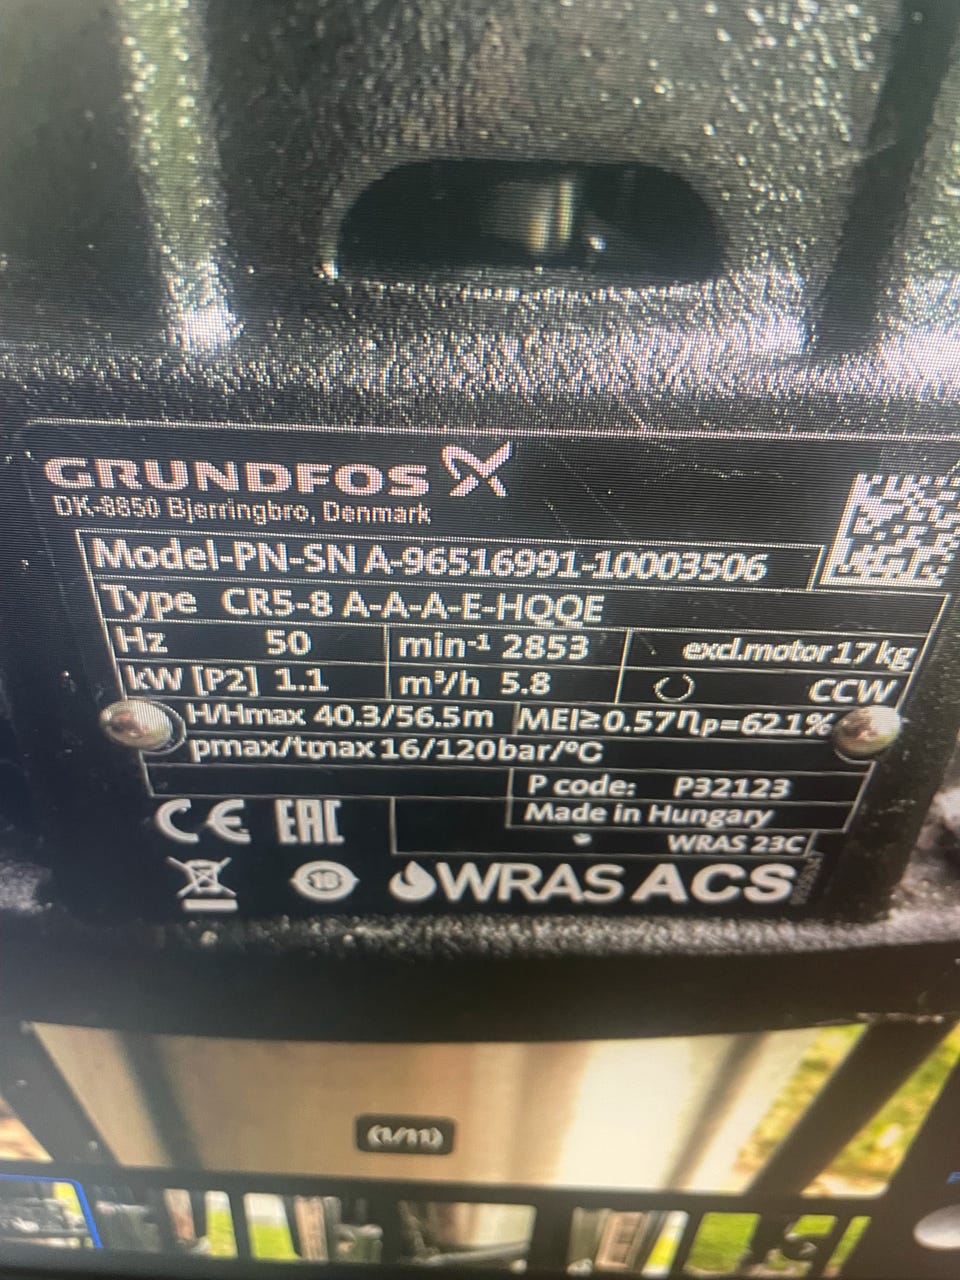 GRUNDFOS
DK-8850 Bjerringbro, Denmark
Model-PN-SN A-96516991-10003506
Type CR5-8 A-A-A-E-HQQE
Hz 50 min-¹ 2853 excl.motor 17 kg
kW [P2] 1.1 m³/h 5.8 CCW
H/Hmax 40.3/56.5m MEI≥0.57 ηp=62.1%
pmax/tmax 16/120bar/°C
P code: P32123
Made in Hungary
CE EAC
WRAS 23C
18 WRAS ACS
(1/11)